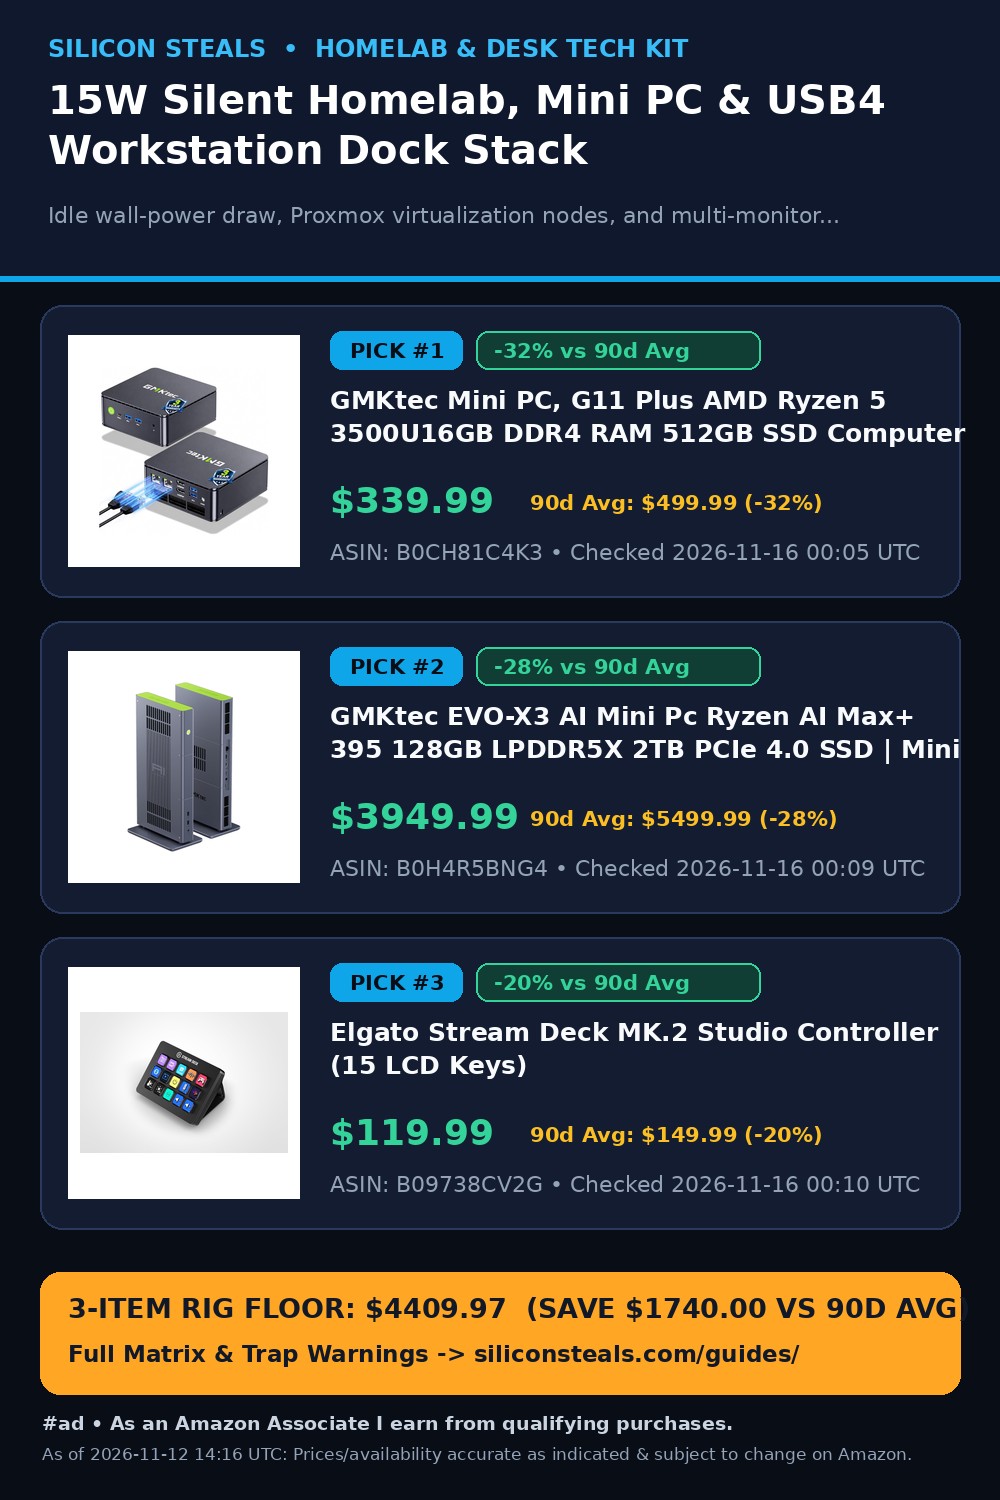 SILICON STEALS • HOMELAB & DESK TECH KIT
15W Silent Homelab, Mini PC & USB4
Workstation Dock Stack
Idle wall-power draw, Proxmox virtualization nodes, and multi-monitor...
GMKtec
GMKtec
PICK #1
-32% vs 90d Avg
GMKtec Mini PC, G11 Plus AMD Ryzen 5
3500U16GB DDR4 RAM 512GB SSD Computer
$339.99
90d Avg: $499.99 (-32%)
ASIN: B0CH81C4K3 • Checked 2026-11-16 00:05 UTC
PICK #2
-28% vs 90d Avg
GMKtec EVO-X3 AI Mini Pc Ryzen AI Max+
395 128GB LPDDR5X 2TB PCIe 4.0 SSD | Mini
$3949.99
90d Avg: $5499.99 (-28%)
ASIN: B0H4R5BNG4 • Checked 2026-11-16 00:09 UTC
PICK #3
-20% vs 90d Avg
Elgato Stream Deck MK.2 Studio Controller
(15 LCD Keys)
$119.99
90d Avg: $149.99 (-20%)
ASIN: B09738CV2G • Checked 2026-11-16 00:10 UTC
3-ITEM RIG FLOOR: $4409.97 (SAVE $1740.00 VS 90D AVG)
Full Matrix & Trap Warnings -> siliconsteals.com/guides/
#ad • As an Amazon Associate I earn from qualifying purchases.
As of 2026-11-12 14:16 UTC: Prices/availability accurate as indicated & subject to change on Amazon.